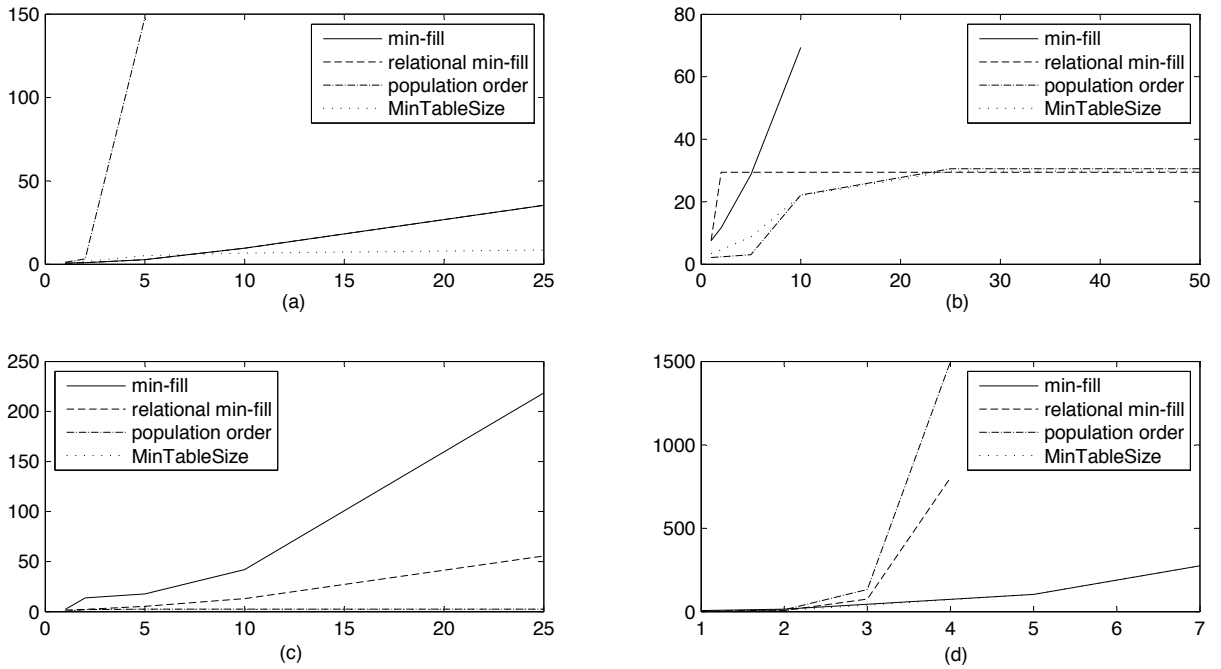 150
100
50
0
0 5 10 15 20 25
(a)
min-fill
relational min-fill
population order
MinTableSize
80
60
40
20
0
0 10 20 30 40 50
(b)
min-fill
relational min-fill
population order
MinTableSize
250
200
150
100
50
0
0 5 10 15 20 25
(c)
min-fill
relational min-fill
population order
MinTableSize
1500
1000
500
0
1 2 3 4 5 6 7
(d)
min-fill
relational min-fill
population order
MinTableSize